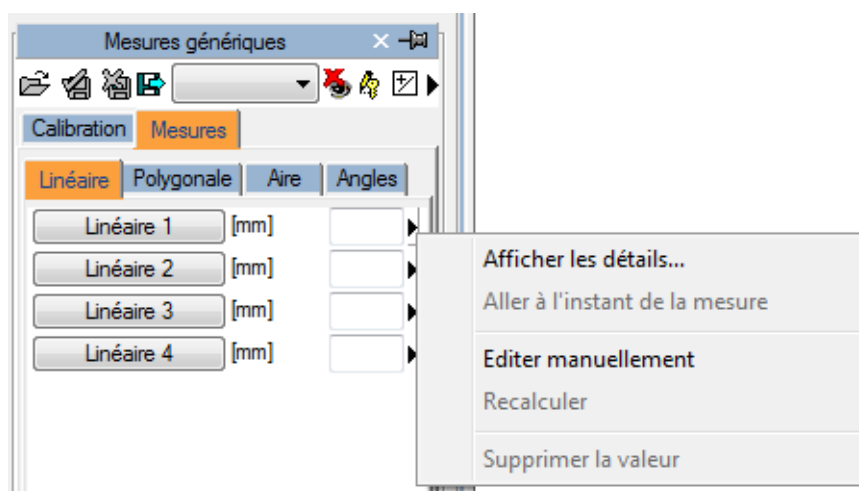 Mesures génériques
Calibration Mesures
Linéaire Polygonale Aire Angles
Linéaire 1 [mm]
Linéaire 2 [mm]
Linéaire 3 [mm]
Linéaire 4 [mm]
Afficher les détails...
Aller à l'instant de la mesure
Editer manuellement
Recalculer
Supprimer la valeur